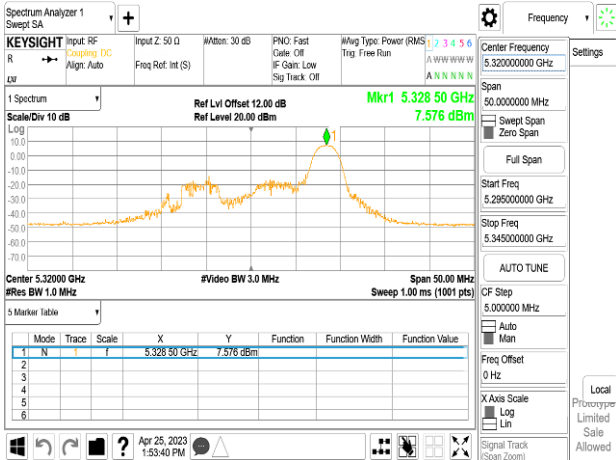 Spectrum Analyzer 1
Swept SA
+
Frequency
KEYSIGHT
R
Input: RF
Coupling: DC
Align: Auto
Input Z: 50 Ω
Freq Ref: Int (S)
#Atten: 30 dB
PNO: Fast
Gate: Off
IF Gain: Low
Sig Track: Off
#Avg Type: Power (RMS
Trig: Free Run
1 2 3 4 5 6
A W W W W W
A N N N N N
1 Spectrum
Scale/Div 10 dB
Ref Lvl Offset 12.00 dB
Ref Level 20.00 dBm
Mkr1 5.328 50 GHz
7.576 dBm
Log
10.0
0.00
-10.0
-20.0
-30.0
-40.0
-50.0
-60.0
-70.0
1
Center 5.32000 GHz
#Res BW 1.0 MHz
#Video BW 3.0 MHz
Span 50.00 MHz
Sweep 1.00 ms (1001 pts)
5 Marker Table
Mode Trace Scale X Y Function Function Width Function Value
1 N 1 f 5.328 50 GHz 7.576 dBm
2
3
4
5
6
Center Frequency
5.320000000 GHz
Span
50.0000000 MHz
Swept Span
Zero Span
Full Span
Start Freq
5.295000000 GHz
Stop Freq
5.345000000 GHz
AUTO TUNE
CF Step
5.000000 MHz
Auto
Man
Freq Offset
0 Hz
X Axis Scale
Log
Lin
Signal Track
(Span Zoom)
Settings
Local
Prototype
Limited
Sale
Allowed
?
Apr 25, 2023
1:53:40 PM